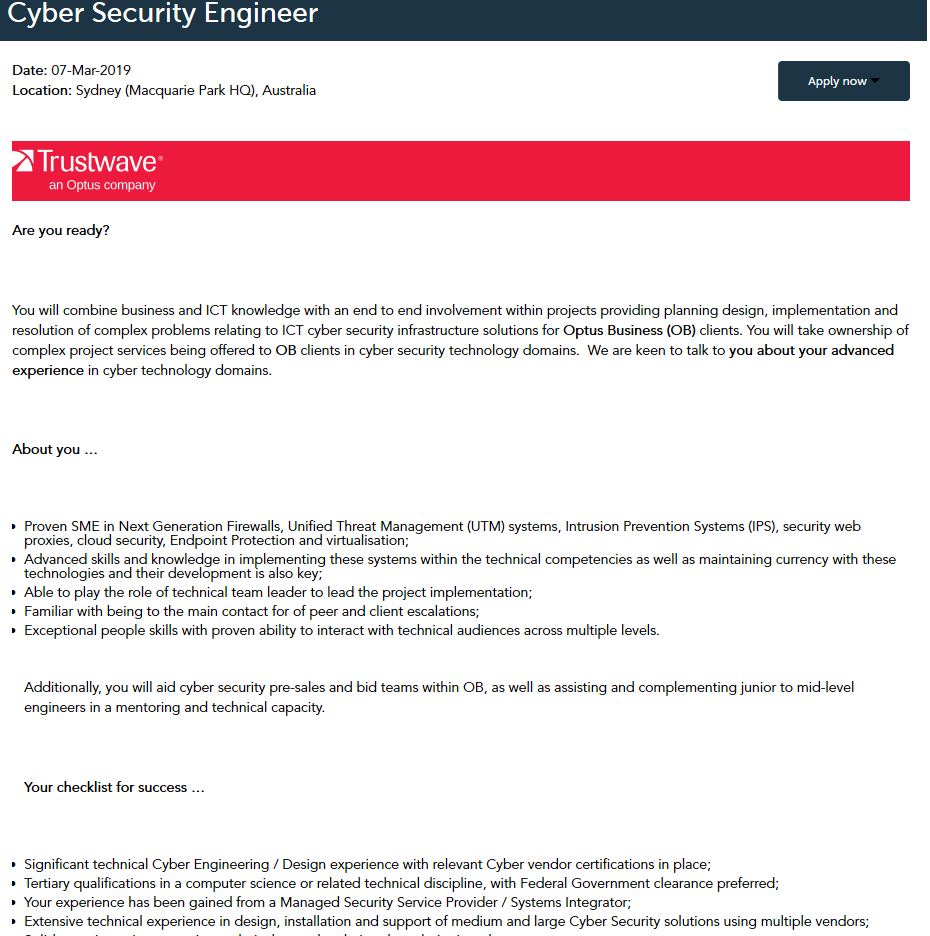 Cyber Security Engineer
Date: 07-Mar-2019
Location: Sydney (Macquarie Park HQ), Australia
Apply now
Trustwave®
an Optus company
Are you ready?
You will combine business and ICT knowledge with an end to end involvement within projects providing planning design, implementation and
resolution of complex problems relating to ICT cyber security infrastructure solutions for Optus Business (OB) clients. You will take ownership of
complex project services being offered to OB clients in cyber security technology domains.  We are keen to talk to you about your advanced
experience in cyber technology domains.
About you ...
Proven SME in Next Generation Firewalls, Unified Threat Management (UTM) systems, Intrusion Prevention Systems (IPS), security web
proxies, cloud security, Endpoint Protection and virtualisation;
Advanced skills and knowledge in implementing these systems within the technical competencies as well as maintaining currency with these
technologies and their development is also key;
Able to play the role of technical team leader to lead the project implementation;
Familiar with being to the main contact for of peer and client escalations;
Exceptional people skills with proven ability to interact with technical audiences across multiple levels.
Additionally, you will aid cyber security pre-sales and bid teams within OB, as well as assisting and complementing junior to mid-level
engineers in a mentoring and technical capacity.
Your checklist for success ...
Significant technical Cyber Engineering / Design experience with relevant Cyber vendor certifications in place;
Tertiary qualifications in a computer science or related technical discipline, with Federal Government clearance preferred;
Your experience has been gained from a Managed Security Service Provider / Systems Integrator;
Extensive technical experience in design, installation and support of medium and large Cyber Security solutions using multiple vendors;